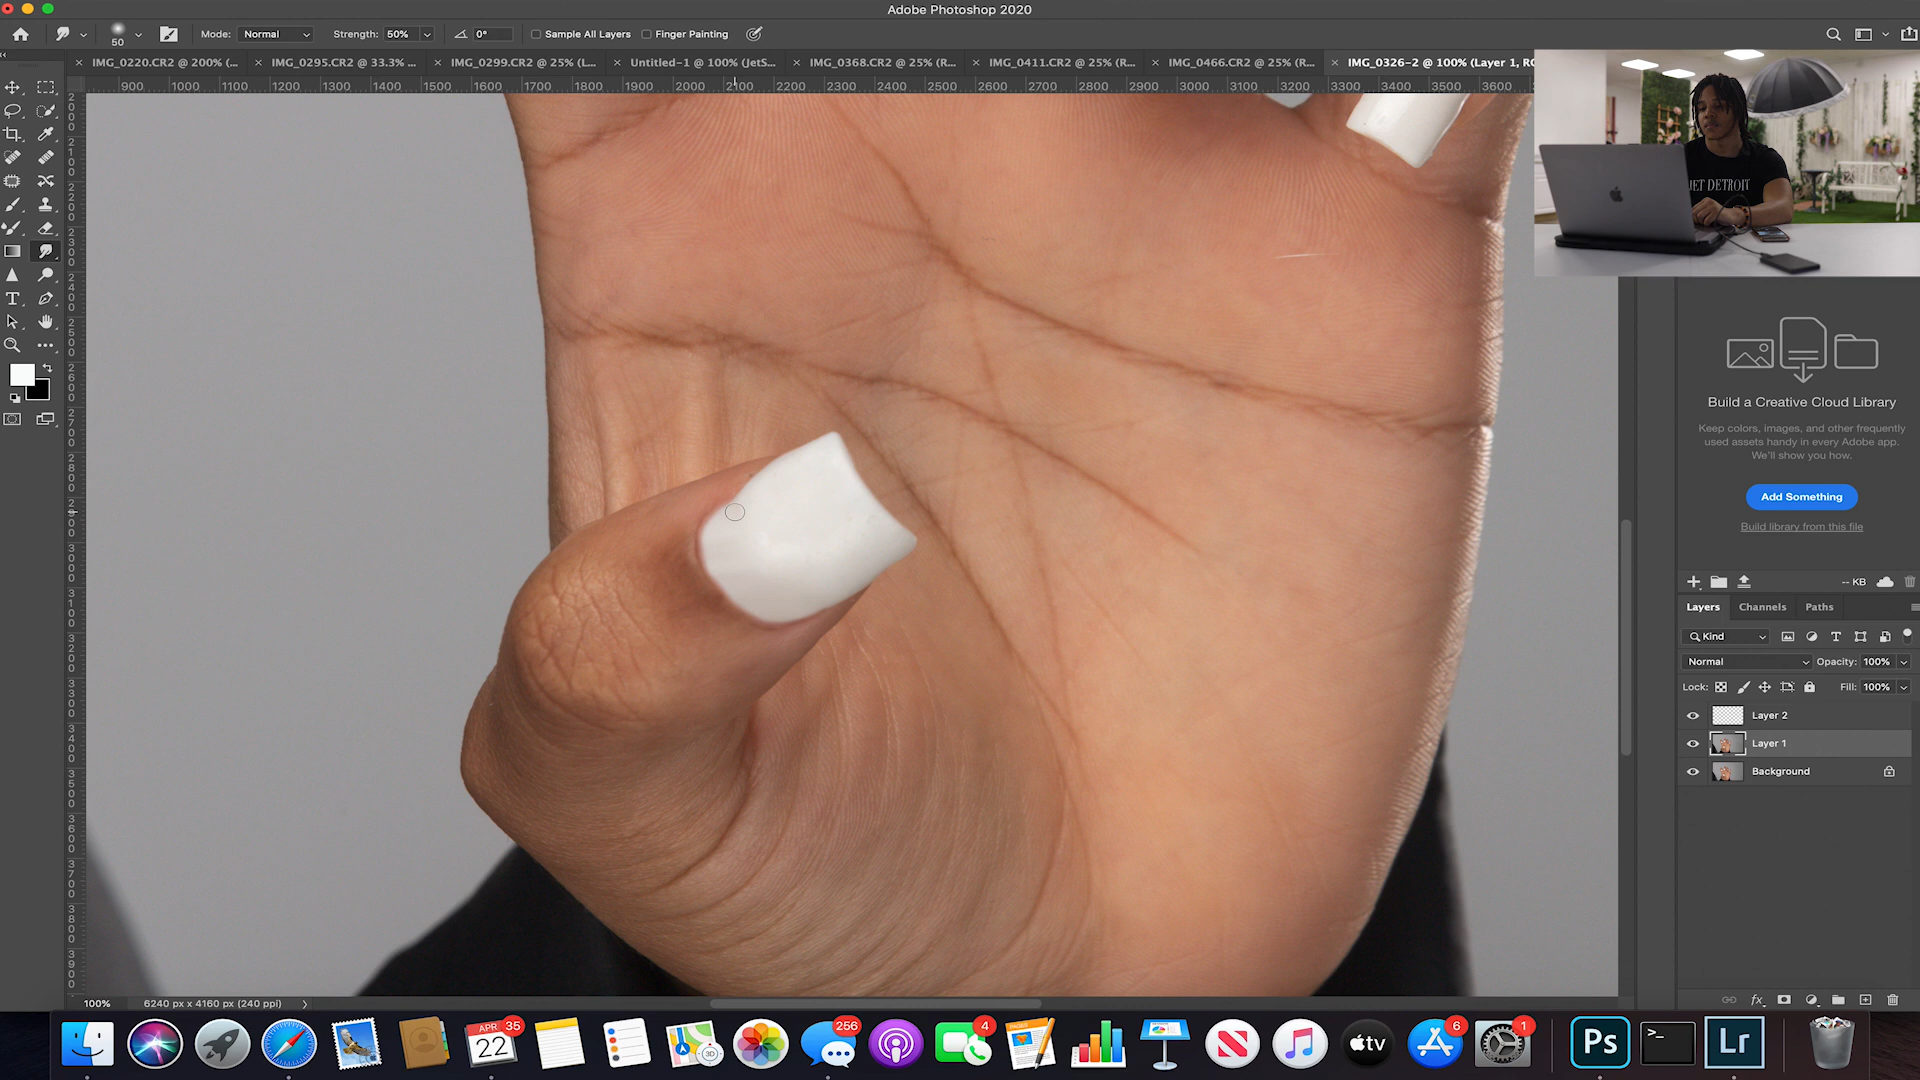 Adobe Photoshop 2020
50
Mode: Normal
Strength: 50%
0°
Sample All Layers
Finger Painting
IMG_0220.CR2 @ 200% (...
IMG_0295.CR2 @ 33.3% ...
IMG_0299.CR2 @ 25% (L...
Untitled-1 @ 100% (JetS...
IMG_0368.CR2 @ 25% (R...
IMG_0411.CR2 @ 25% (R...
IMG_0466.CR2 @ 25% (R...
IMG_0326-2 @ 100% (Layer 1, RG
900 1000 1100 1200 1300 1400 1500 1600 1700 1800 1900 2000 2100 2200 2300 2400 2500 2600 2700 2800 2900 3000 3100 3200 3300 3400 3500 3600
JET DETROIT
Build a Creative Cloud Library
Keep colors, images, and other frequently
used assets handy in every Adobe app.
We'll show you how.
Add Something
Build library from this file
-- KB
Layers Channels Paths
Kind
Normal Opacity: 100%
Lock: Fill: 100%
Layer 2
Layer 1
Background
fx
100% 6240 px x 4160 px (240 ppi)
APR
22
35
3D
256
4
PAGES
tv
6
1
Ps
>_
Lr